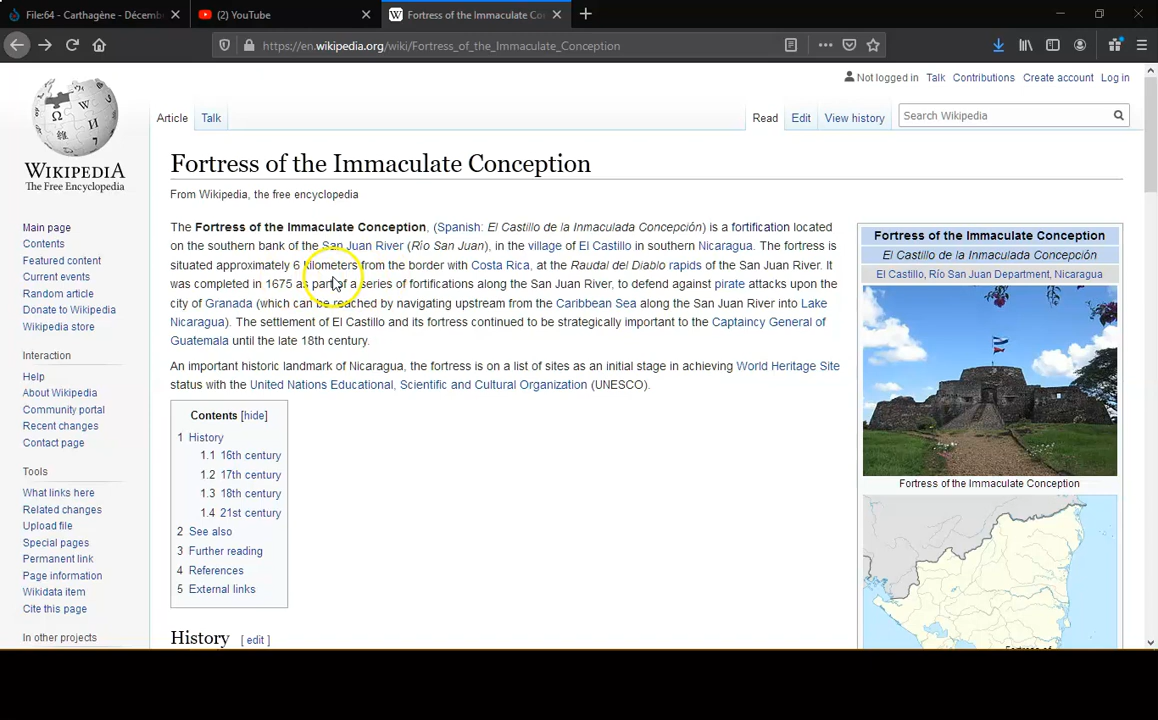 File:64 - Carthagène - Décem
(2) YouTube
Fortress of the Immaculate Co
https://en.wikipedia.org/wiki/Fortress_of_the_Immaculate_Conception
Not logged in Talk Contributions Create account Log in
Article Talk Read Edit View history Search Wikipedia
WIKIPEDIA
The Free Encyclopedia
Main page
Contents
Featured content
Current events
Random article
Donate to Wikipedia
Wikipedia store
Interaction
Help
About Wikipedia
Community portal
Recent changes
Contact page
Tools
What links here
Related changes
Upload file
Special pages
Permanent link
Page information
Wikidata item
Cite this page
In other projects
Fortress of the Immaculate Conception
From Wikipedia, the free encyclopedia
The Fortress of the Immaculate Conception, (Spanish: El Castillo de la Inmaculada Concepción) is a fortification located
on the southern bank of the San Juan River (Río San Juan), in the village of El Castillo in southern Nicaragua. The fortress is
situated approximately 6 kilometers from the border with Costa Rica, at the Raudal del Diablo rapids of the San Juan River. It
was completed in 1675 as part of a series of fortifications along the San Juan River, to defend against pirate attacks upon the
city of Granada (which can be reached by navigating upstream from the Caribbean Sea along the San Juan River into Lake
Nicaragua). The settlement of El Castillo and its fortress continued to be strategically important to the Captaincy General of
Guatemala until the late 18th century.
An important historic landmark of Nicaragua, the fortress is on a list of sites as an initial stage in achieving World Heritage Site
status with the United Nations Educational, Scientific and Cultural Organization (UNESCO).
Contents [hide]
1 History
1.1 16th century
1.2 17th century
1.3 18th century
1.4 21st century
2 See also
3 Further reading
4 References
5 External links
History [ edit ]
Fortress of the Immaculate Conception
El Castillo de la Inmaculada Concepción
El Castillo, Río San Juan Department, Nicaragua
Fortress of the Immaculate Conception
Fortress of